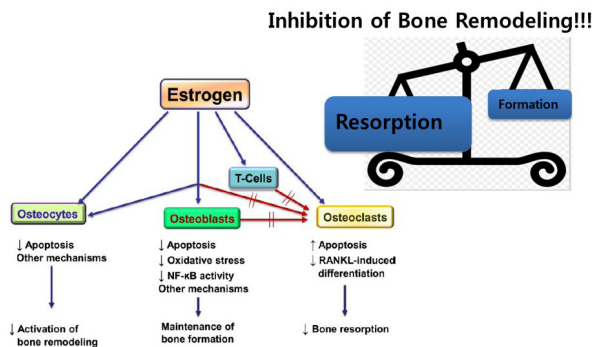 Inhibition of Bone Remodeling!!!
Estrogen
Resorption
Formation
T-Cells
Osteocytes
Osteoblasts
Osteoclasts
↓ Apoptosis
Other mechanisms
↓ Activation of
bone remodeling
↓ Apoptosis
↓ Oxidative stress
↓ NF-κB activity
Other mechanisms
Maintenance of
bone formation
↑ Apoptosis
↓ RANKL-induced
differentiation
↓ Bone resorption